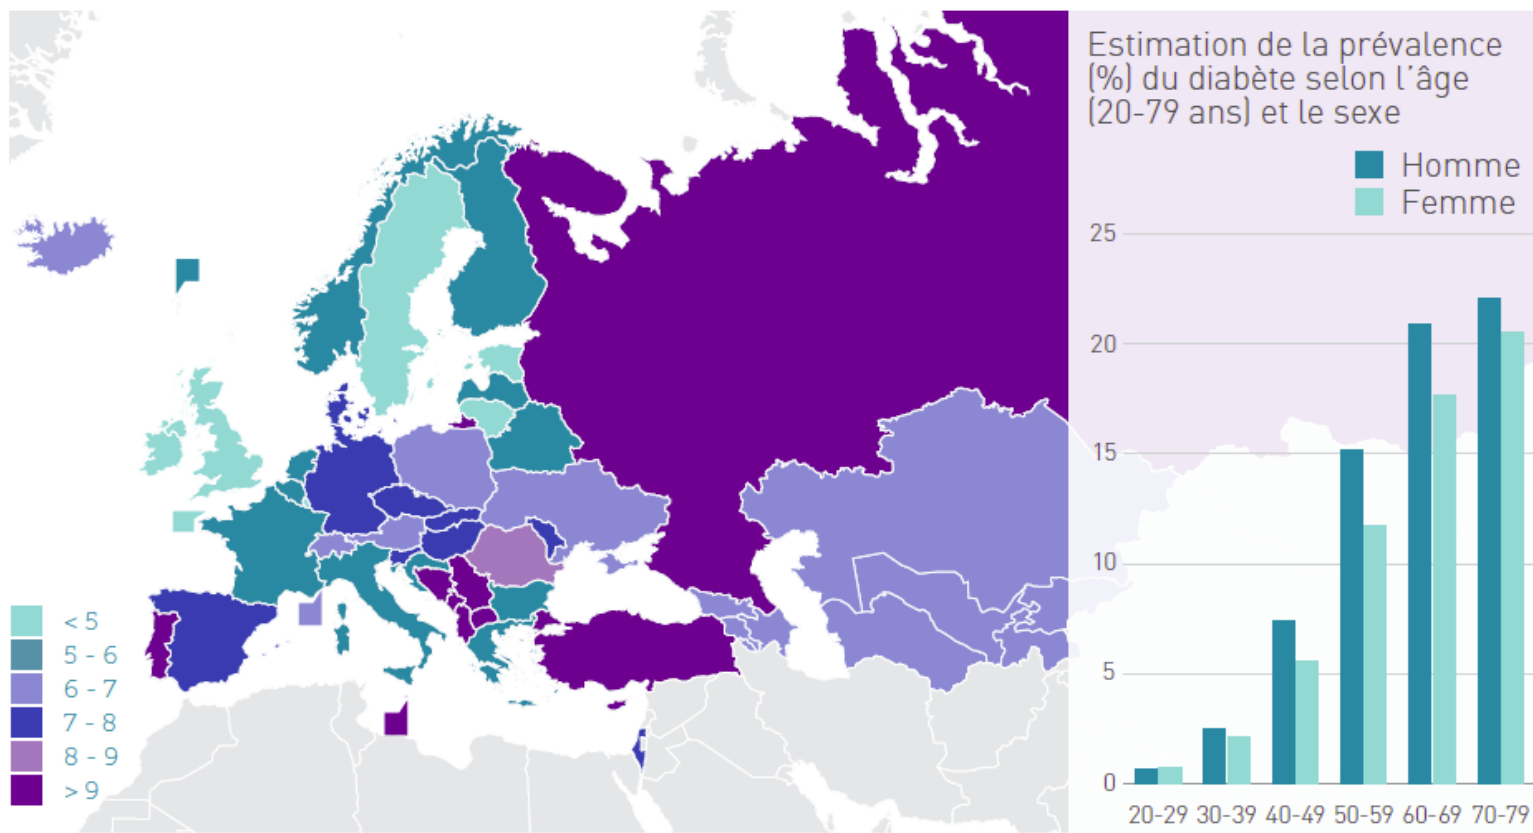 Estimation de la prévalence
(%) du diabète selon l'âge
(20-79 ans) et le sexe
Homme
Femme
25
20
15
10
5
0
20-29 30-39 40-49 50-59 60-69 70-79
< 5
5 - 6
6 - 7
7 - 8
8 - 9
> 9